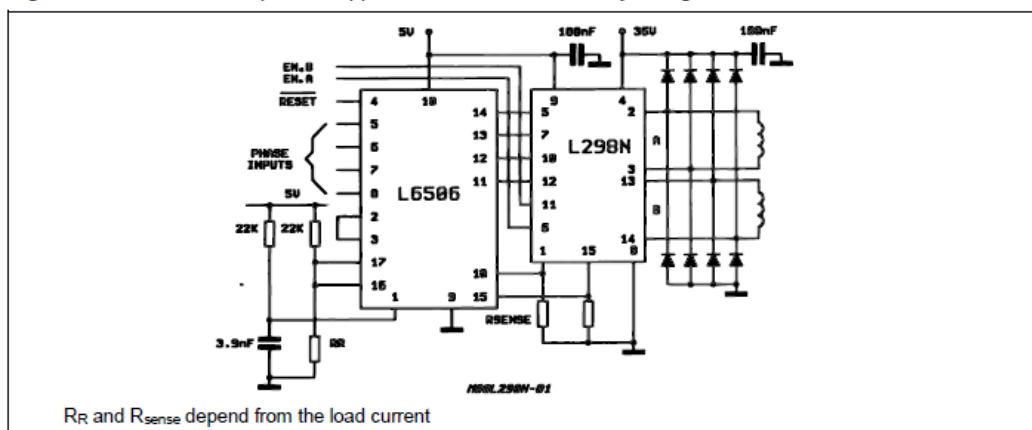 5V
100nF
36V
100nF
EN.B
EN.A
RESET
4
10
9
4
5
14
5
2
6
13
7
L298N
A
PHASE
INPUTS
7
12
10
3
8
L6506
11
12
13
5V
11
B
22K
22K
2
6
3
14
17
1
15
8
16
18
1
9
15
RSENSE
3.9nF
RR
M88L298N-01
RR and Rsense depend from the load current